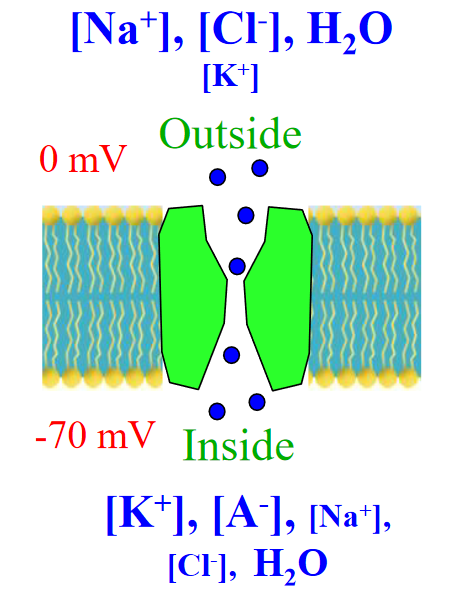 [Na⁺], [Cl⁻], H₂O
[K⁺]
Outside
0 mV
-70 mV
Inside
[K⁺], [A⁻], [Na⁺],
[Cl⁻], H₂O